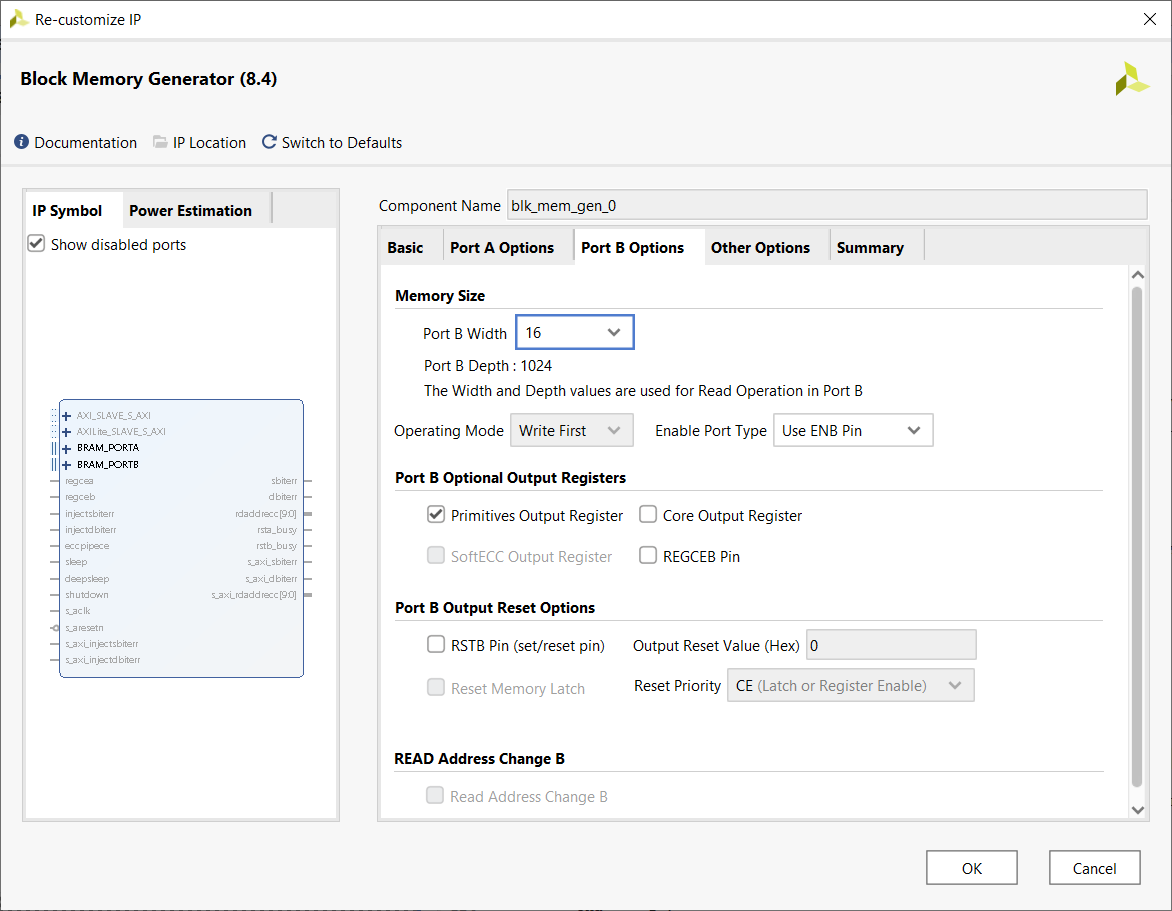 Re-customize IP
Block Memory Generator (8.4)
Documentation IP Location Switch to Defaults
IP Symbol Power Estimation
Show disabled ports
AXI_SLAVE_S_AXI
AXILite_SLAVE_S_AXI
BRAM_PORTA
BRAM_PORTB
regcea sbiterr
regceb dbiterr
injectsbiterr rdaddrecc[9:0]
injectdbiterr rsta_busy
eccpipece rstb_busy
sleep s_axi_sbiterr
deepsleep s_axi_dbiterr
shutdown s_axi_rdaddrecc[9:0]
s_aclk
s_aresetn
s_axi_injectsbiterr
s_axi_injectdbiterr
Component Name blk_mem_gen_0
Basic Port A Options Port B Options Other Options Summary
Memory Size
Port B Width 16
Port B Depth : 1024
The Width and Depth values are used for Read Operation in Port B
Operating Mode Write First Enable Port Type Use ENB Pin
Port B Optional Output Registers
Primitives Output Register Core Output Register
SoftECC Output Register REGCEB Pin
Port B Output Reset Options
RSTB Pin (set/reset pin) Output Reset Value (Hex) 0
Reset Memory Latch Reset Priority CE (Latch or Register Enable)
READ Address Change B
Read Address Change B
OK Cancel